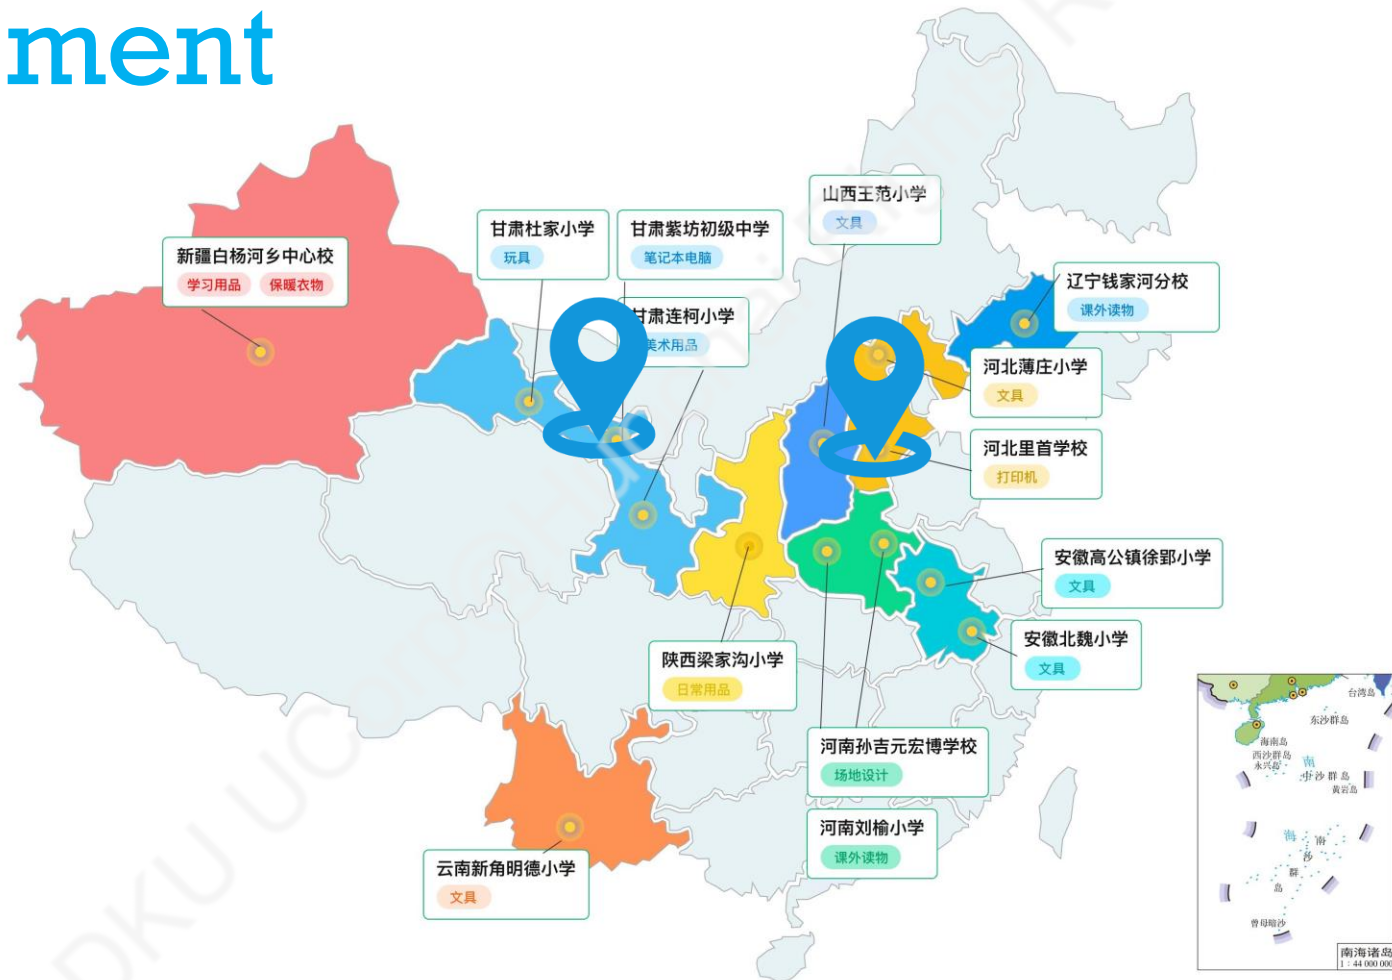 ment
新疆白杨河乡中心校
学习用品 保暖衣物
甘肃杜家小学
玩具
甘肃紫坊初级中学
笔记本电脑
甘肃连柯小学
美术用品
山西王范小学
文具
辽宁钱家河分校
课外读物
河北薄庄小学
文具
河北里首学校
打印机
安徽高公镇徐郢小学
文具
安徽北魏小学
文具
陕西梁家沟小学
日常用品
河南孙吉元宏博学校
场地设计
河南刘榆小学
课外读物
云南新角明德小学
文具
台湾岛
东沙群岛
海南岛
西沙群岛
永兴岛
中沙群岛
黄岩岛
南
海
南
沙
群
岛
曾母暗沙
南海诸岛
1：44 000 000
DKU UCorp@Hu